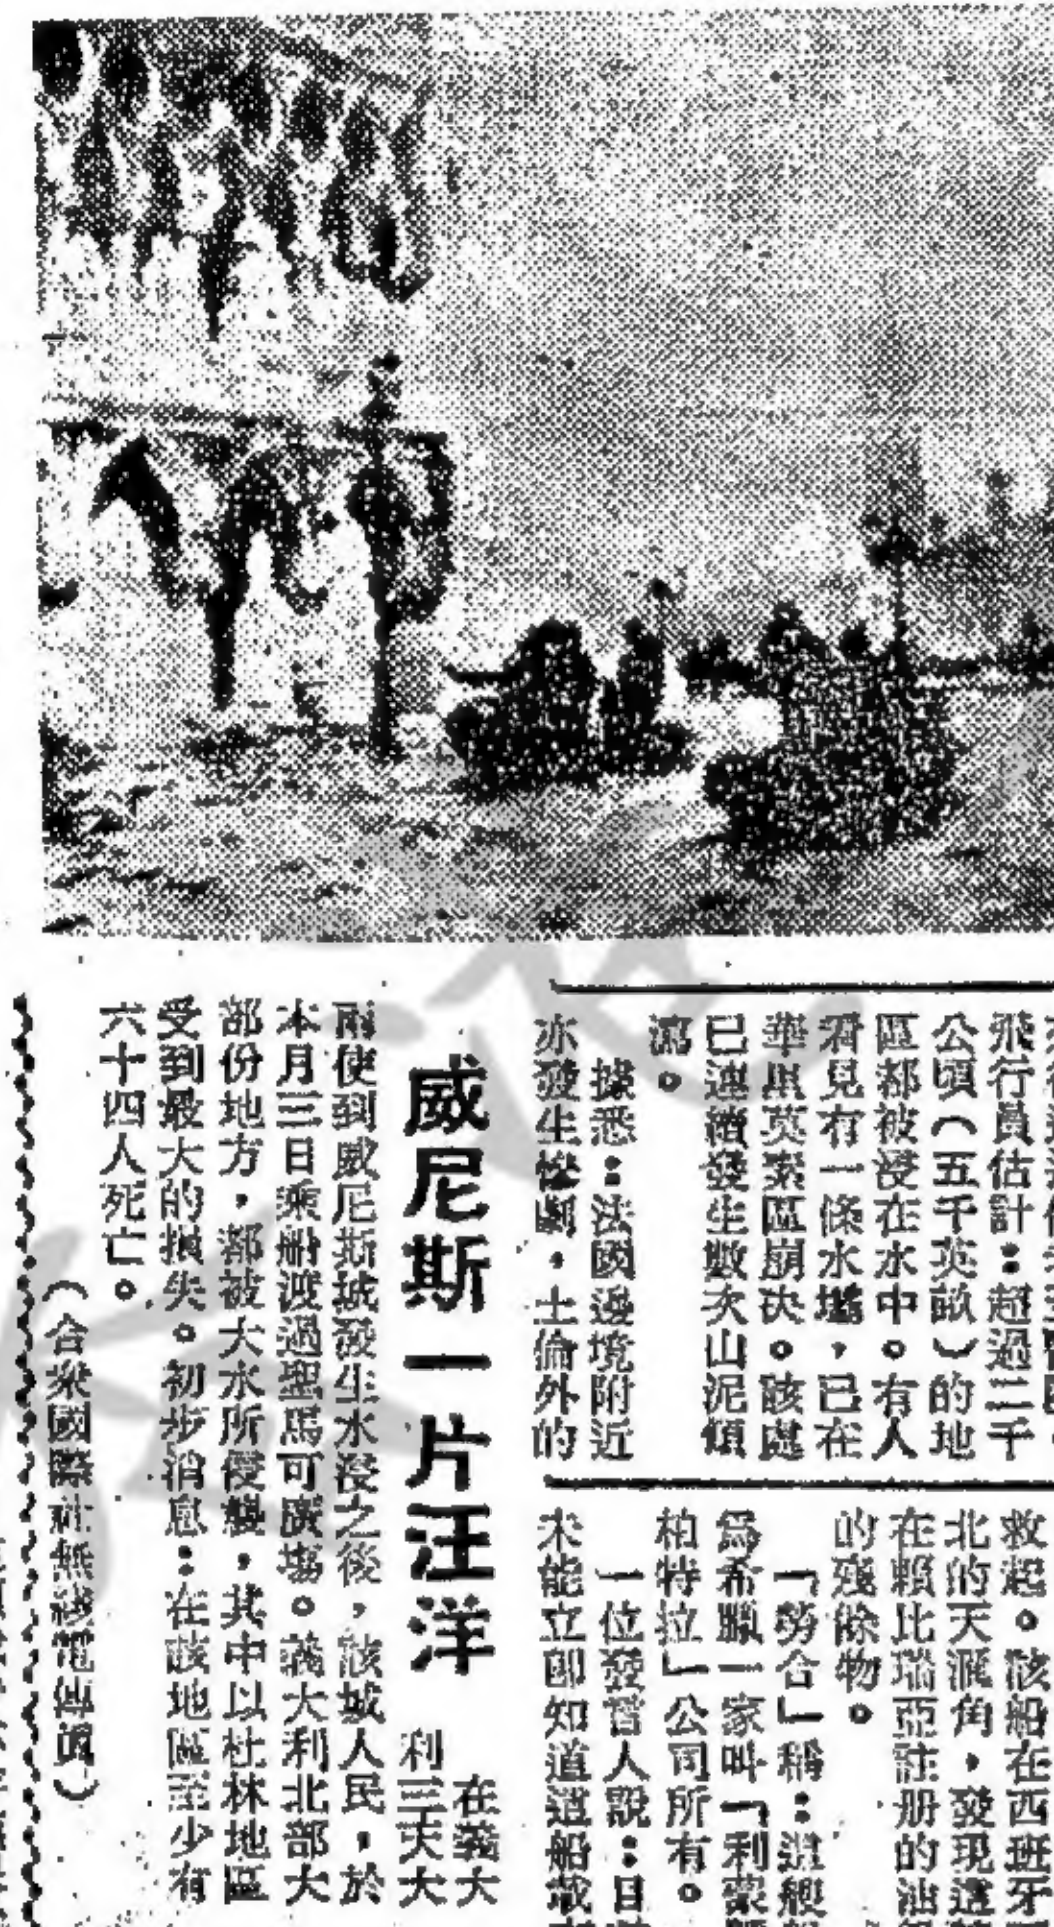 飛行員估計：超過二千
公頃（五千英畝）的地
區都被浸在水中。有人
看見有一條水壩，已在
英索區崩决。該處
已連續發生數次山泥傾
瀉。
據悉：法國邊境附近
亦發生慘劇，土倫外的
救起。該船在西班牙
北的天涯角，發現這
在賴比瑞亞註册的油
的殘餘物。
「勞合」稱：這艘
爲希臘一家叫「利蒙
柏特拉」公司所有。
一位發言人說：目
未能立即知道這船載
威尼斯一片汪洋
在義大
利三天大
雨使到威尼斯城發生水浸之後，該城人民，於
本月三日乘船渡過聖馬可廣塲。義大利北部大
部份地方，都被大水所侵襲，其中以杜林地區
受到最大的損失。初步消息：在該地區至少有
六十四人死亡。
（合衆國際社無綫電傳眞）